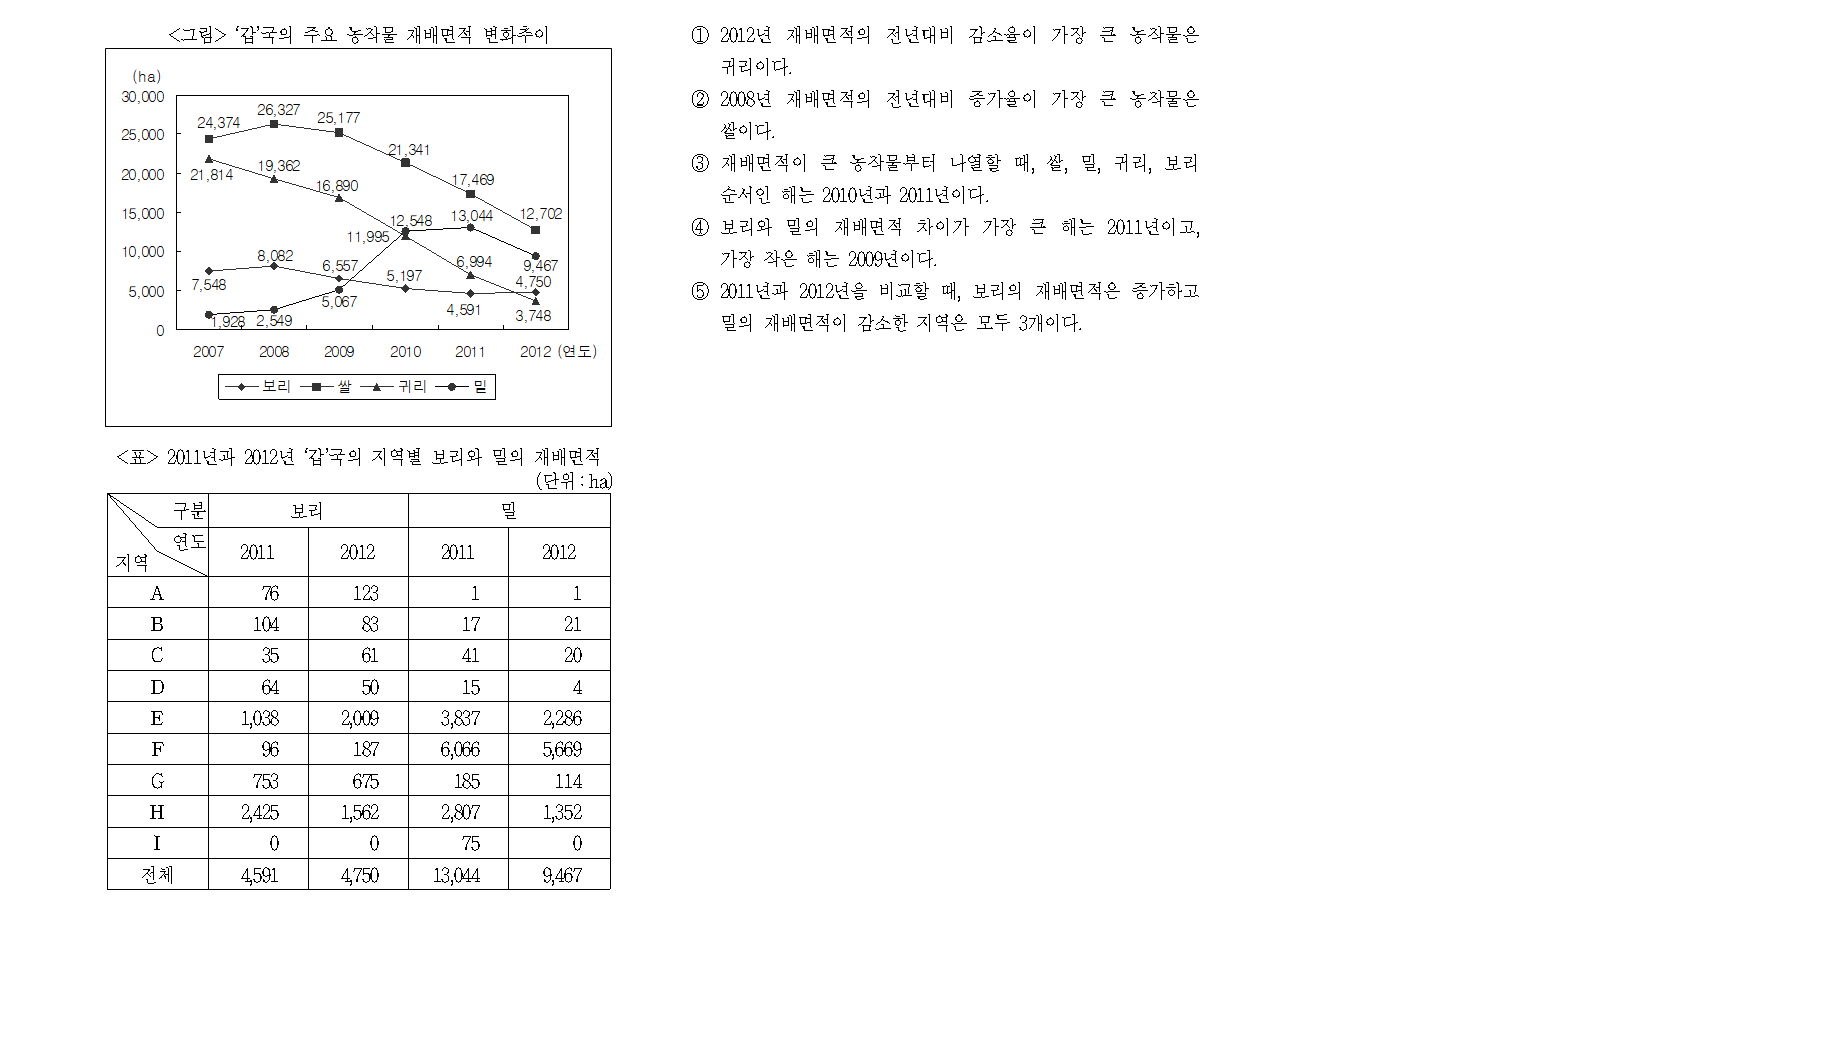 <그림> ‘갑’국의 주요 농작물 재배면적 변화추이
(ha)
30,000
25,000
20,000
15,000
10,000
5,000
0
24,374 26,327 25,177 21,341 17,469 12,702
21,814 19,362 16,890 11,995 6,994 3,748
7,548 8,082 6,557 5,197 4,591 4,750
1,928 2,549 5,067 12,548 13,044 9,467
2007 2008 2009 2010 2011 2012 (연도)
보리 쌀 귀리 밀
<표> 2011년과 2012년 ‘갑’국의 지역별 보리와 밀의 재배면적
(단위 : ha)
구분 보리 밀
연도
지역 2011 2012 2011 2012
A 76 123 1 1
B 104 83 17 21
C 35 61 41 20
D 64 50 15 4
E 1,038 2,009 3,837 2,286
F 96 187 6,066 5,669
G 753 675 185 114
H 2,425 1,562 2,807 1,352
I 0 0 75 0
전체 4,591 4,750 13,044 9,467
① 2012년 재배면적의 전년대비 감소율이 가장 큰 농작물은
귀리이다.
② 2008년 재배면적의 전년대비 증가율이 가장 큰 농작물은
쌀이다.
③ 재배면적이 큰 농작물부터 나열할 때, 쌀, 밀, 귀리, 보리
순서인 해는 2010년과 2011년이다.
④ 보리와 밀의 재배면적 차이가 가장 큰 해는 2011년이고,
가장 작은 해는 2009년이다.
⑤ 2011년과 2012년을 비교할 때, 보리의 재배면적은 증가하고
밀의 재배면적이 감소한 지역은 모두 3개이다.